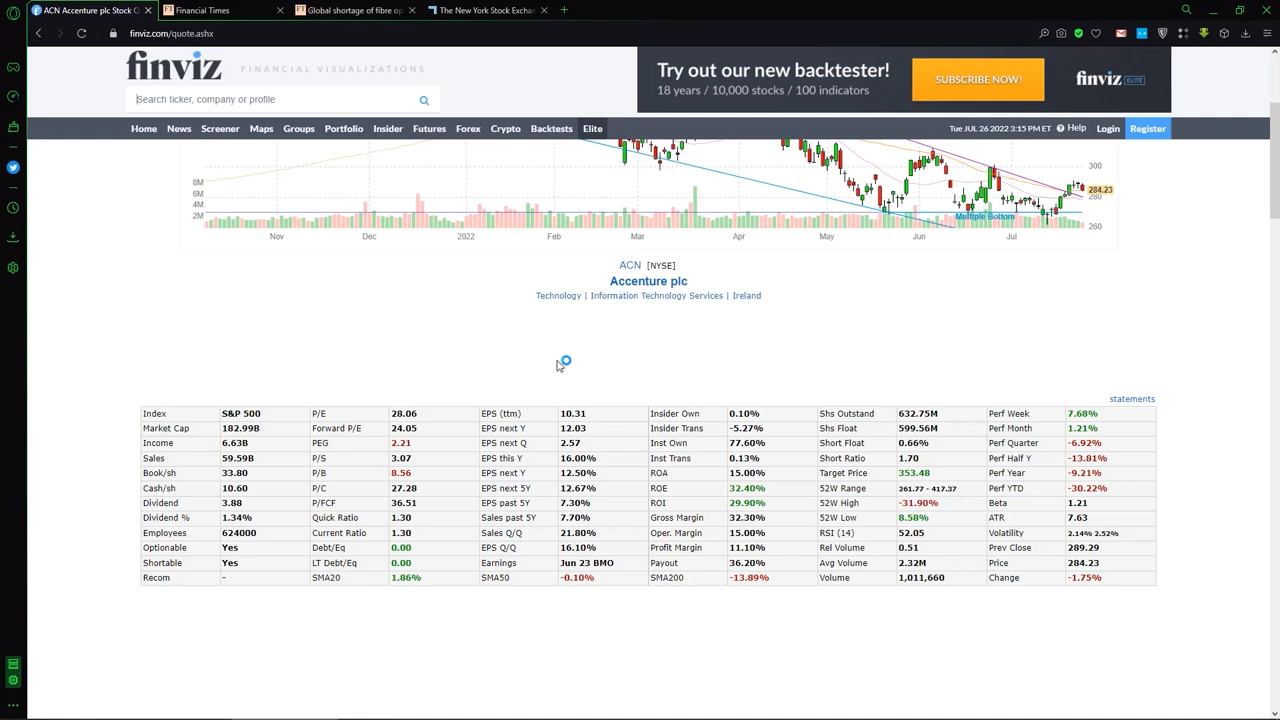 ACN Accenture plc Stock Q
Financial Times
Global shortage of fibre op
The New York Stock Exchan
finviz.com/quote.ashx
finviz FINANCIAL VISUALIZATIONS
Search ticker, company or profile
Try out our new backtester!
18 years / 10,000 stocks / 100 indicators
SUBSCRIBE NOW!
finviz ELITE
Home News Screener Maps Groups Portfolio Insider Futures Forex Crypto Backtests Elite
Tue JUL 26 2022 3:15 PM ET Help Login Register
300
284.23
280
260
8M
6M
4M
2M
Multiple Bottom
Nov Dec 2022 Feb Mar Apr May Jun Jul
ACN [NYSE]
Accenture plc
Technology | Information Technology Services | Ireland
statements
Index S&P 500 P/E 28.06 EPS (ttm) 10.31 Insider Own 0.10% Shs Outstand 632.75M Perf Week 7.68%
Market Cap 182.99B Forward P/E 24.05 EPS next Y 12.03 Insider Trans -5.27% Shs Float 599.56M Perf Month 1.21%
Income 6.63B PEG 2.21 EPS next Q 2.57 Inst Own 77.60% Short Float 0.66% Perf Quarter -6.92%
Sales 59.59B P/S 3.07 EPS this Y 16.00% Inst Trans 0.13% Short Ratio 1.70 Perf Half Y -13.81%
Book/sh 33.80 P/B 8.56 EPS next Y 12.50% ROA 15.00% Target Price 353.48 Perf Year -9.21%
Cash/sh 10.60 P/C 27.28 EPS next 5Y 12.67% ROE 32.40% 52W Range 261.77 - 417.37 Perf YTD -30.22%
Dividend 3.88 P/FCF 36.51 EPS past 5Y 7.30% ROI 29.90% 52W High -31.90% Beta 1.21
Dividend % 1.34% Quick Ratio 1.30 Sales past 5Y 7.70% Gross Margin 32.30% 52W Low 8.58% ATR 7.63
Employees 624000 Current Ratio 1.30 Sales Q/Q 21.80% Oper. Margin 15.00% RSI (14) 52.05 Volatility 2.14% 2.52%
Optionable Yes Debt/Eq 0.00 EPS Q/Q 16.10% Profit Margin 11.10% Rel Volume 0.51 Prev Close 289.29
Shortable Yes LT Debt/Eq 0.00 Earnings Jun 23 BMO Payout 36.20% Avg Volume 2.32M Price 284.23
Recom - SMA20 1.86% SMA50 -0.10% SMA200 -13.89% Volume 1,011,660 Change -1.75%